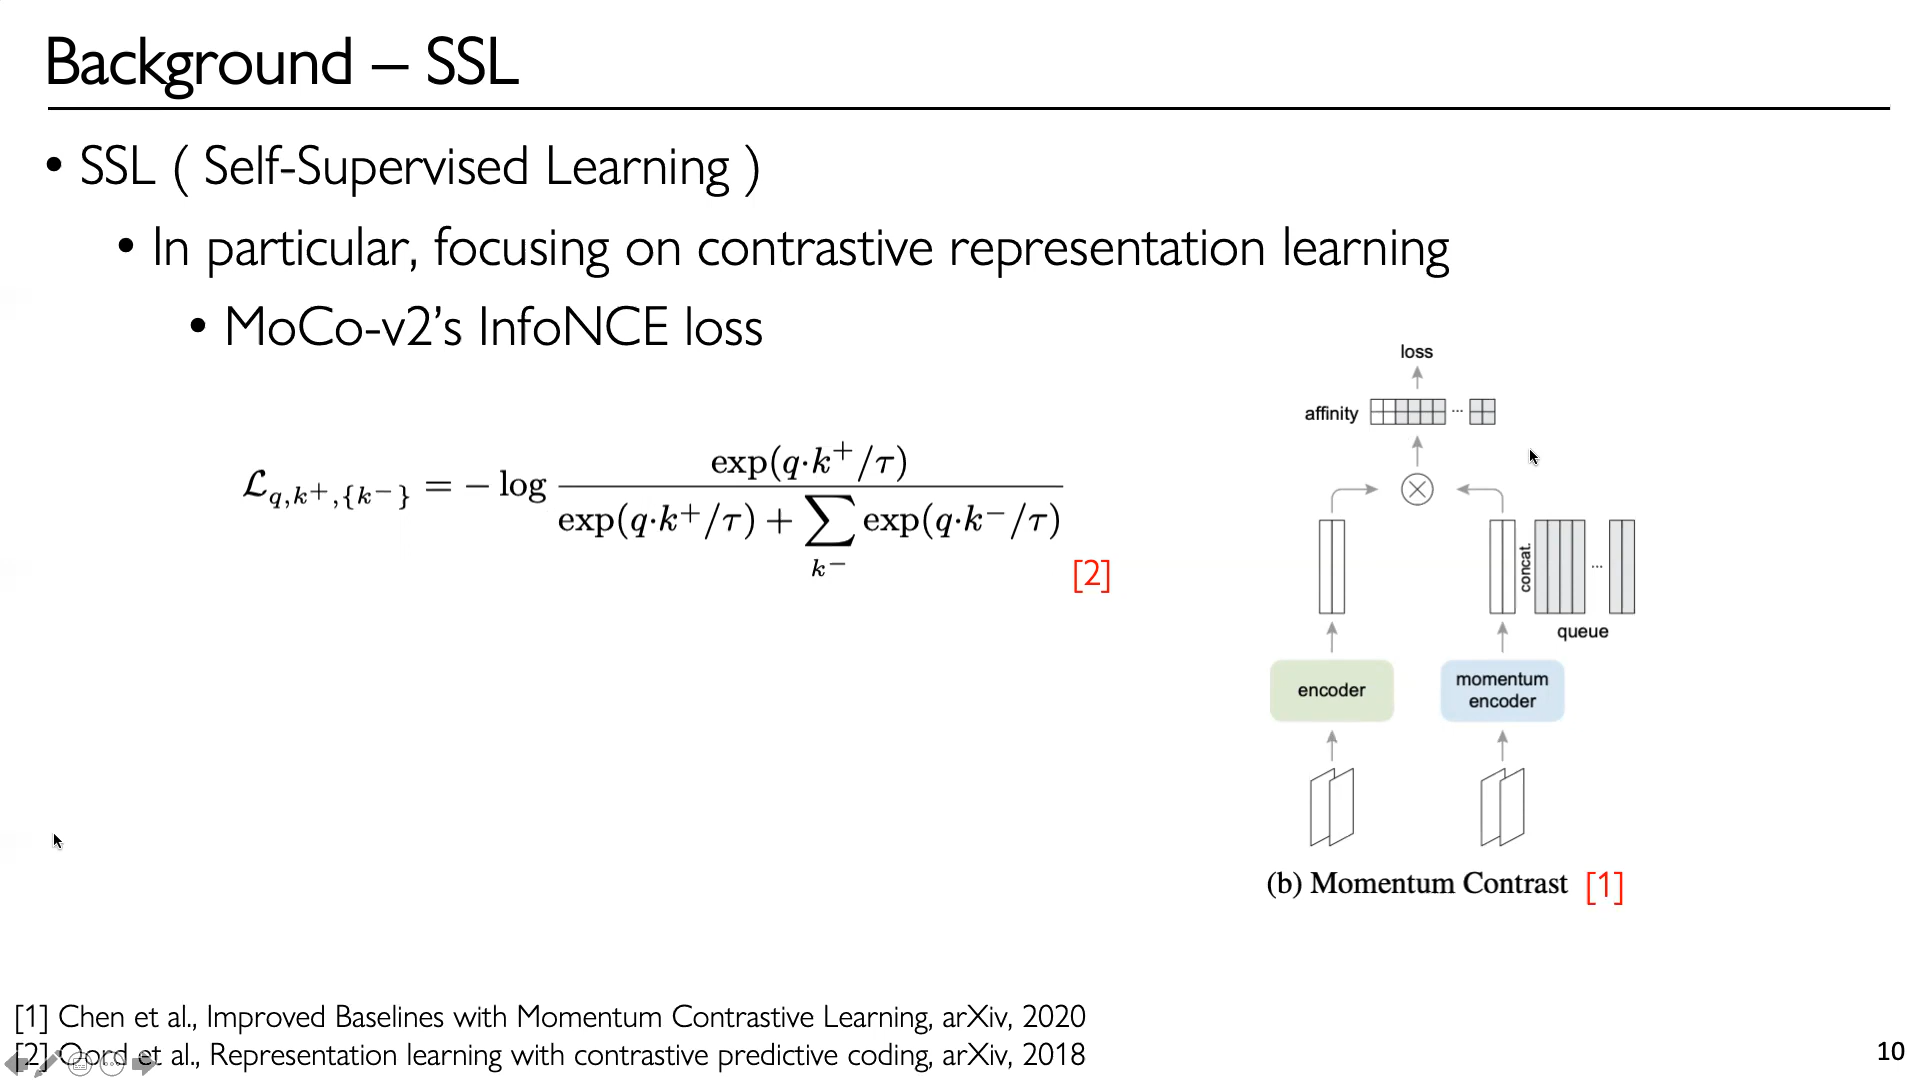 Background – SSL
• SSL ( Self-Supervised Learning )
• In particular, focusing on contrastive representation learning
• MoCo-v2’s InfoNCE loss
loss
affinity
...
L_{q,k^+,{k^-}} = − log \frac{exp(q·k^+/τ)}{exp(q·k^+/τ) + \sum_{k^-} exp(q·k^-/τ)}
[2]
concat.
...
queue
encoder
momentum
encoder
(b) Momentum Contrast [1]
[1] Chen et al., Improved Baselines with Momentum Contrastive Learning, arXiv, 2020
[2] Oord et al., Representation learning with contrastive predictive coding, arXiv, 2018
10